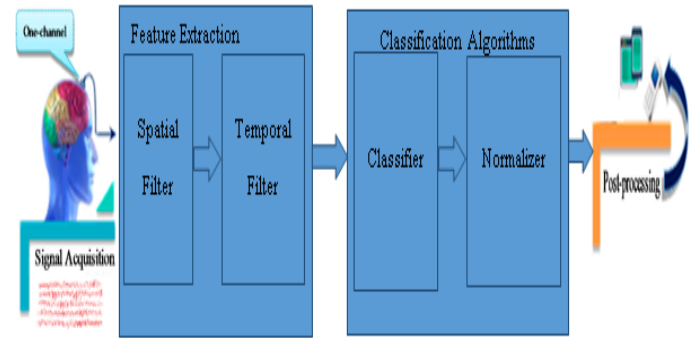 One-channel
Signal Acquisition
Feature Extraction
Spatial
Filter
Temporal
Filter
Classification Algorithms
Classifier
Normalizer
Post-processing